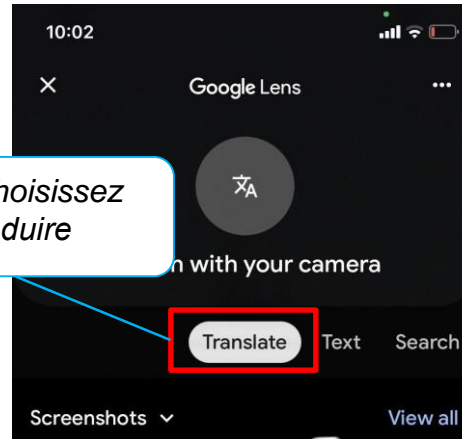 10:02
Google Lens
hoisissez
duire
with your camera
Translate Text Search
Screenshots View all